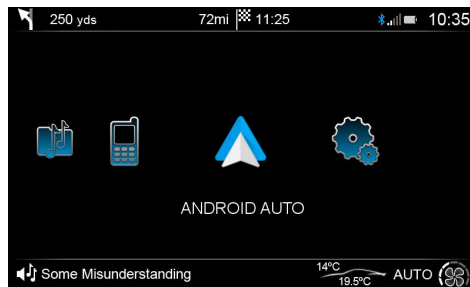 250 yds 72mi 11:25 10:35
ANDROID AUTO
Some Misunderstanding
14°C
19.5°C AUTO